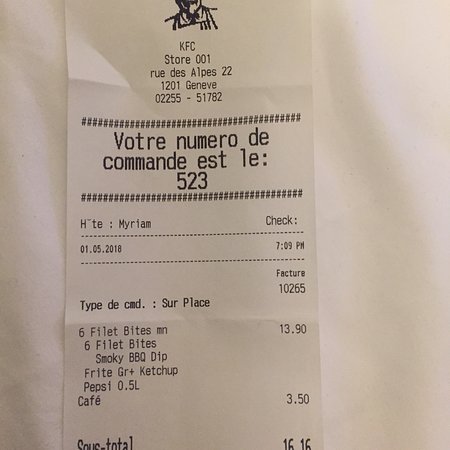 KFC
Store 001
rue des Alpes 22
1201 Geneve
02255 - 51782
##########################################
Votre numero de
commande est le:
523
##########################################
H¨te : Myriam Check:
01.05.2018 7:09 PM
Facture
10265
Type de cmd. : Sur Place
6 Filet Bites mn 13.90
6 Filet Bites
Smoky BBQ Dip
Frite Gr+ Ketchup
Pepsi 0.5L
Café 3.50
Sous-total 16.16